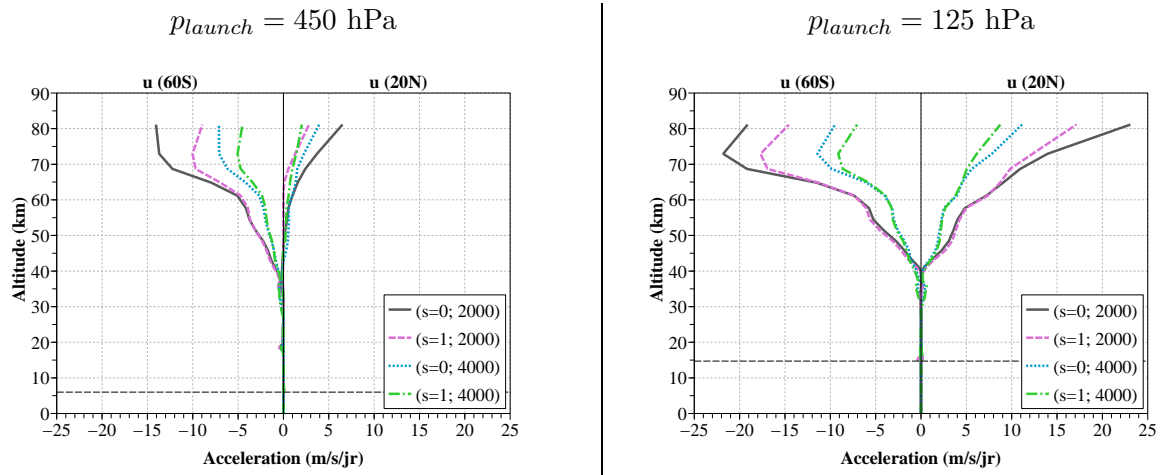 p_launch = 450 hPa
u (60S) u (20N)
90
80
70
60
50
40
30
20
10
0
Altitude (km)
(s=0; 2000)
(s=1; 2000)
(s=0; 4000)
(s=1; 4000)
−25 −20 −15 −10 −5 0 5 10 15 20 25
Acceleration (m/s/jr)
p_launch = 125 hPa
u (60S) u (20N)
90
80
70
60
50
40
30
20
10
0
Altitude (km)
(s=0; 2000)
(s=1; 2000)
(s=0; 4000)
(s=1; 4000)
−25 −20 −15 −10 −5 0 5 10 15 20 25
Acceleration (m/s/jr)